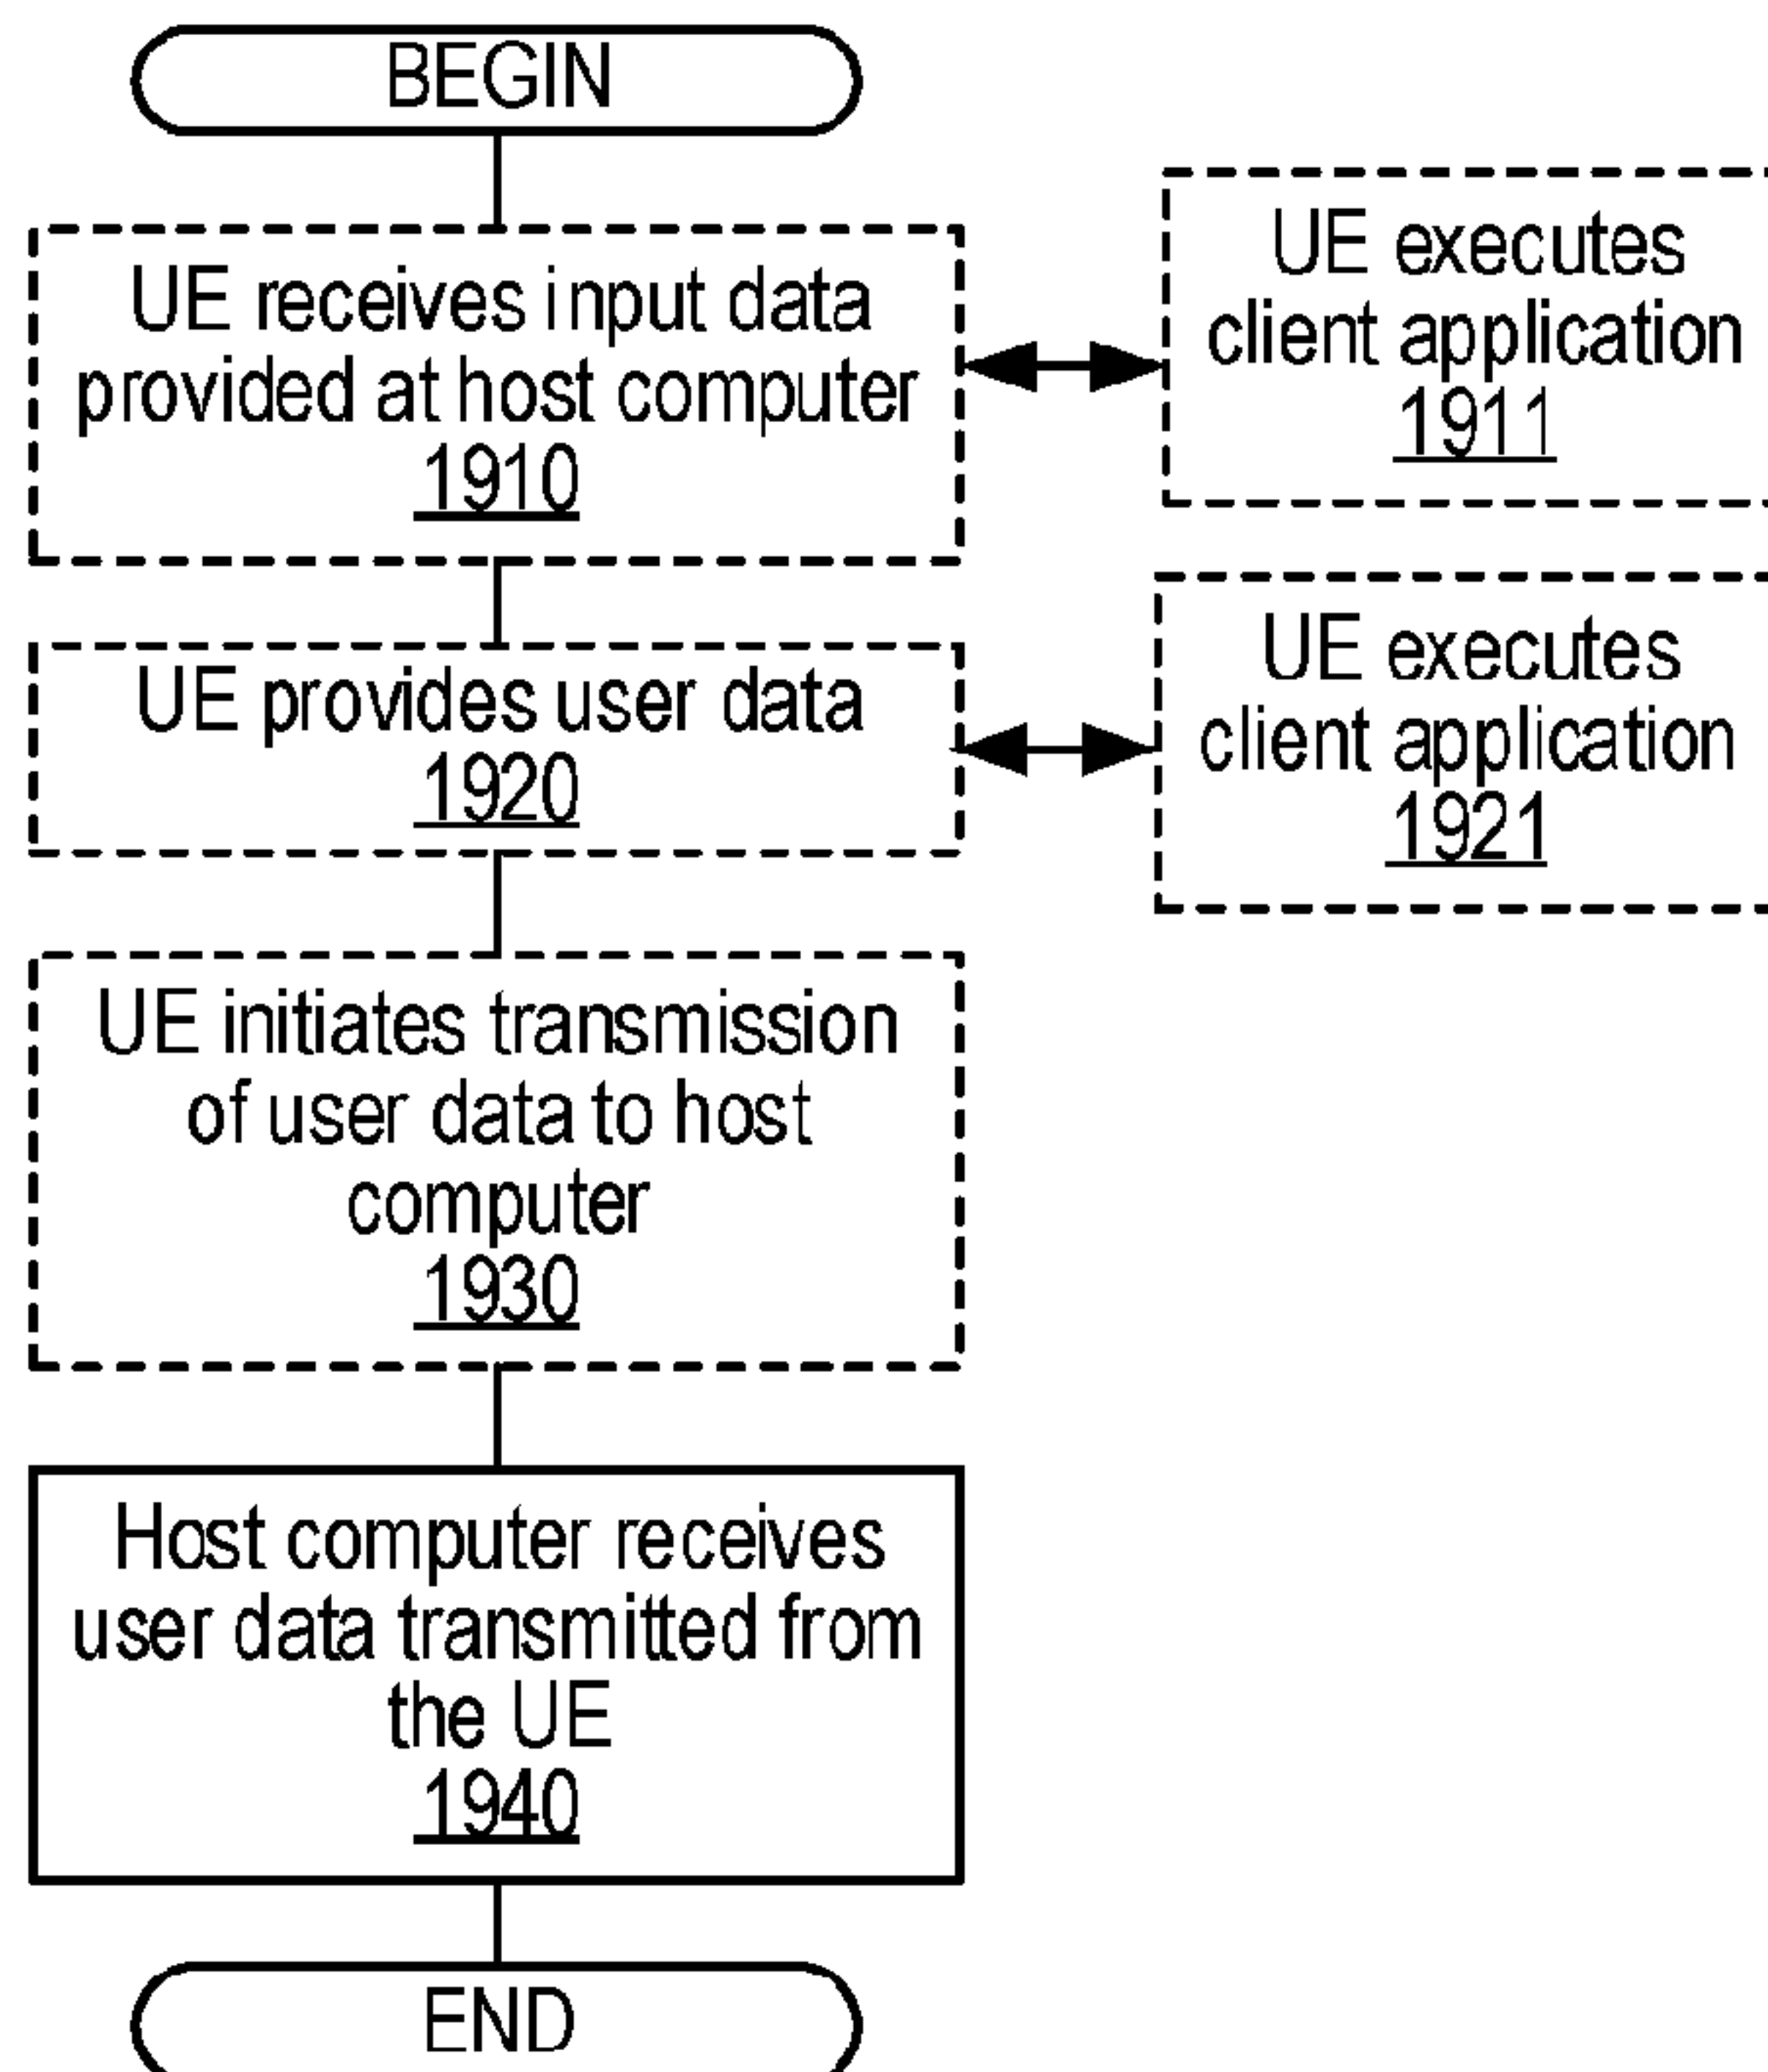 BEGIN
UE receives input data
provided at host computer
1910
UE executes
client application
1911
UE provides user data
1920
UE executes
client application
1921
UE initiates transmission
of user data to host
computer
1930
Host computer receives
user data transmitted from
the UE
1940
END